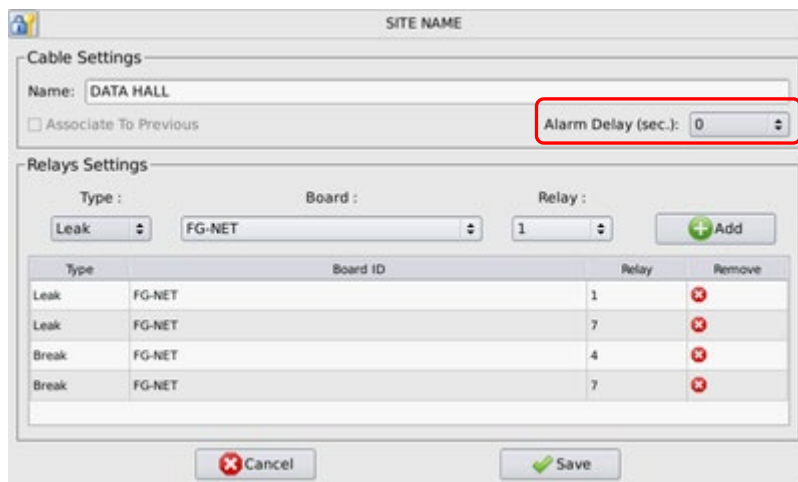 SITE NAME
Cable Settings
Name: DATA HALL
Associate To Previous Alarm Delay (sec.): 0
Relays Settings
Type : Board : Relay :
Leak FG-NET 1 Add
Type Board ID Relay Remove
Leak FG-NET 1
Leak FG-NET 7
Break FG-NET 4
Break FG-NET 7
Cancel Save